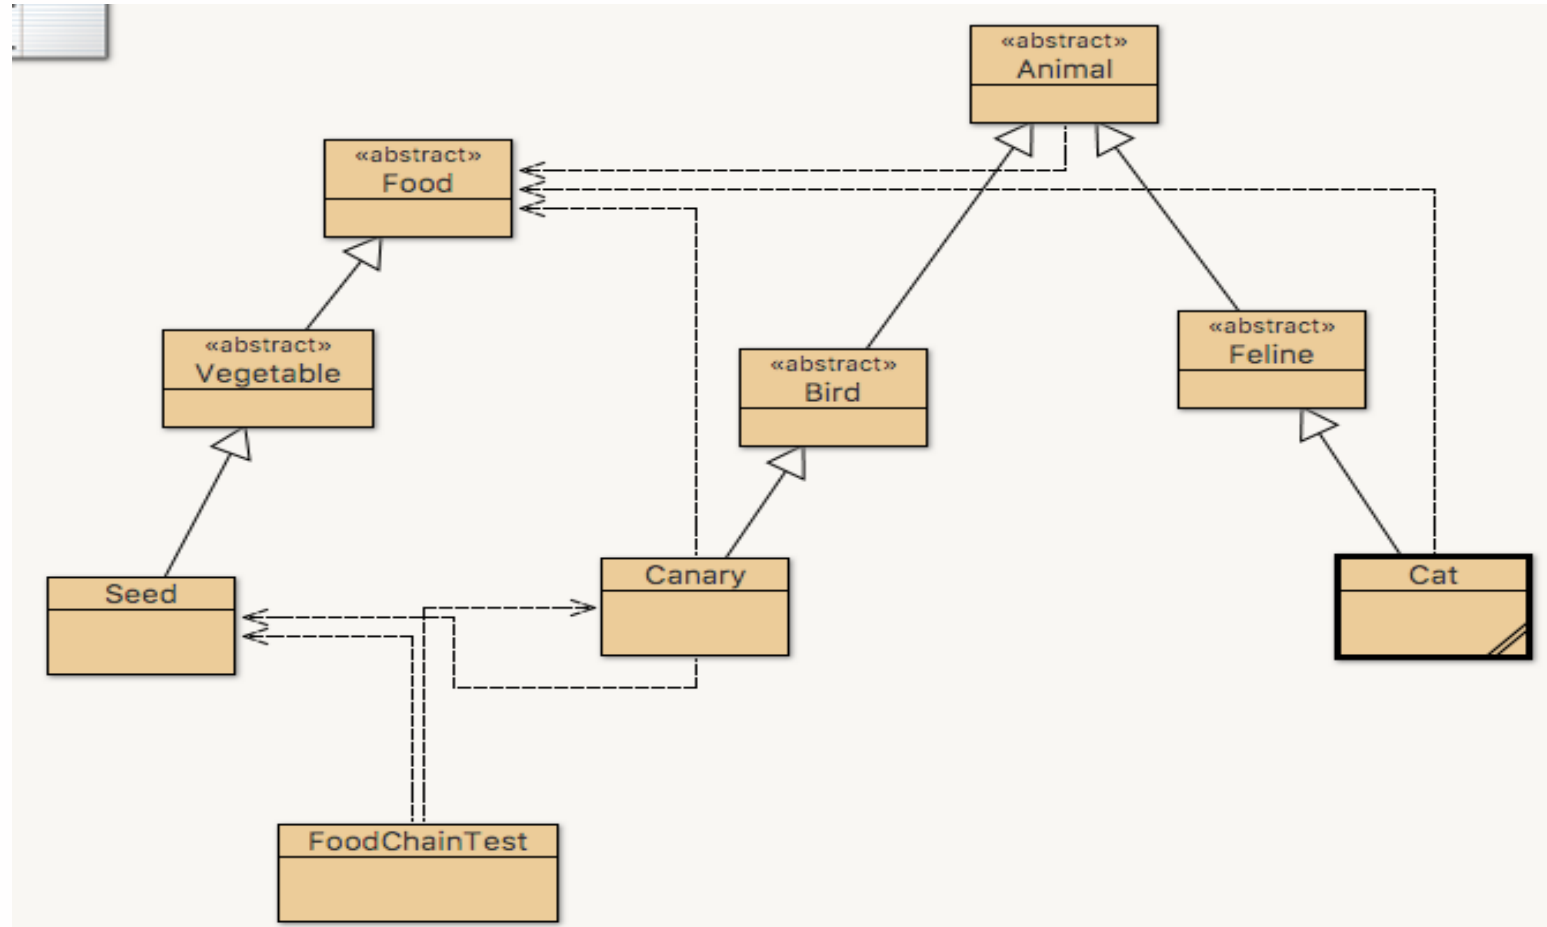 «abstract»
Animal
«abstract»
Food
«abstract»
Vegetable
«abstract»
Bird
«abstract»
Feline
Seed
Canary
Cat
FoodChainTest